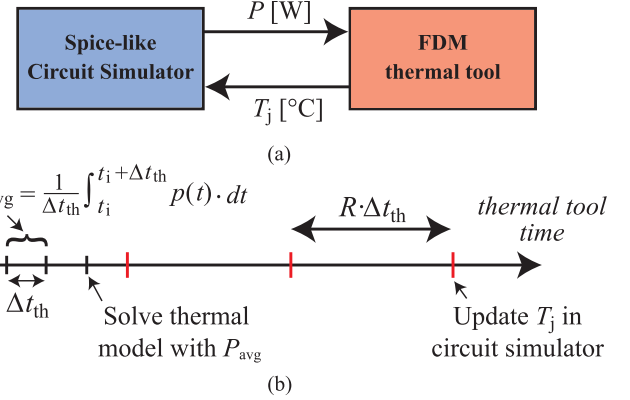 P [W]
Spice-like
Circuit Simulator
FDM
thermal tool
Tj [°C]
(a)
vg = 1/Δtth ∫ti^ti+Δtth p(t)·dt
R·Δtth
thermal tool
time
Δtth
Solve thermal
model with Pavg
Update Tj in
circuit simulator
(b)